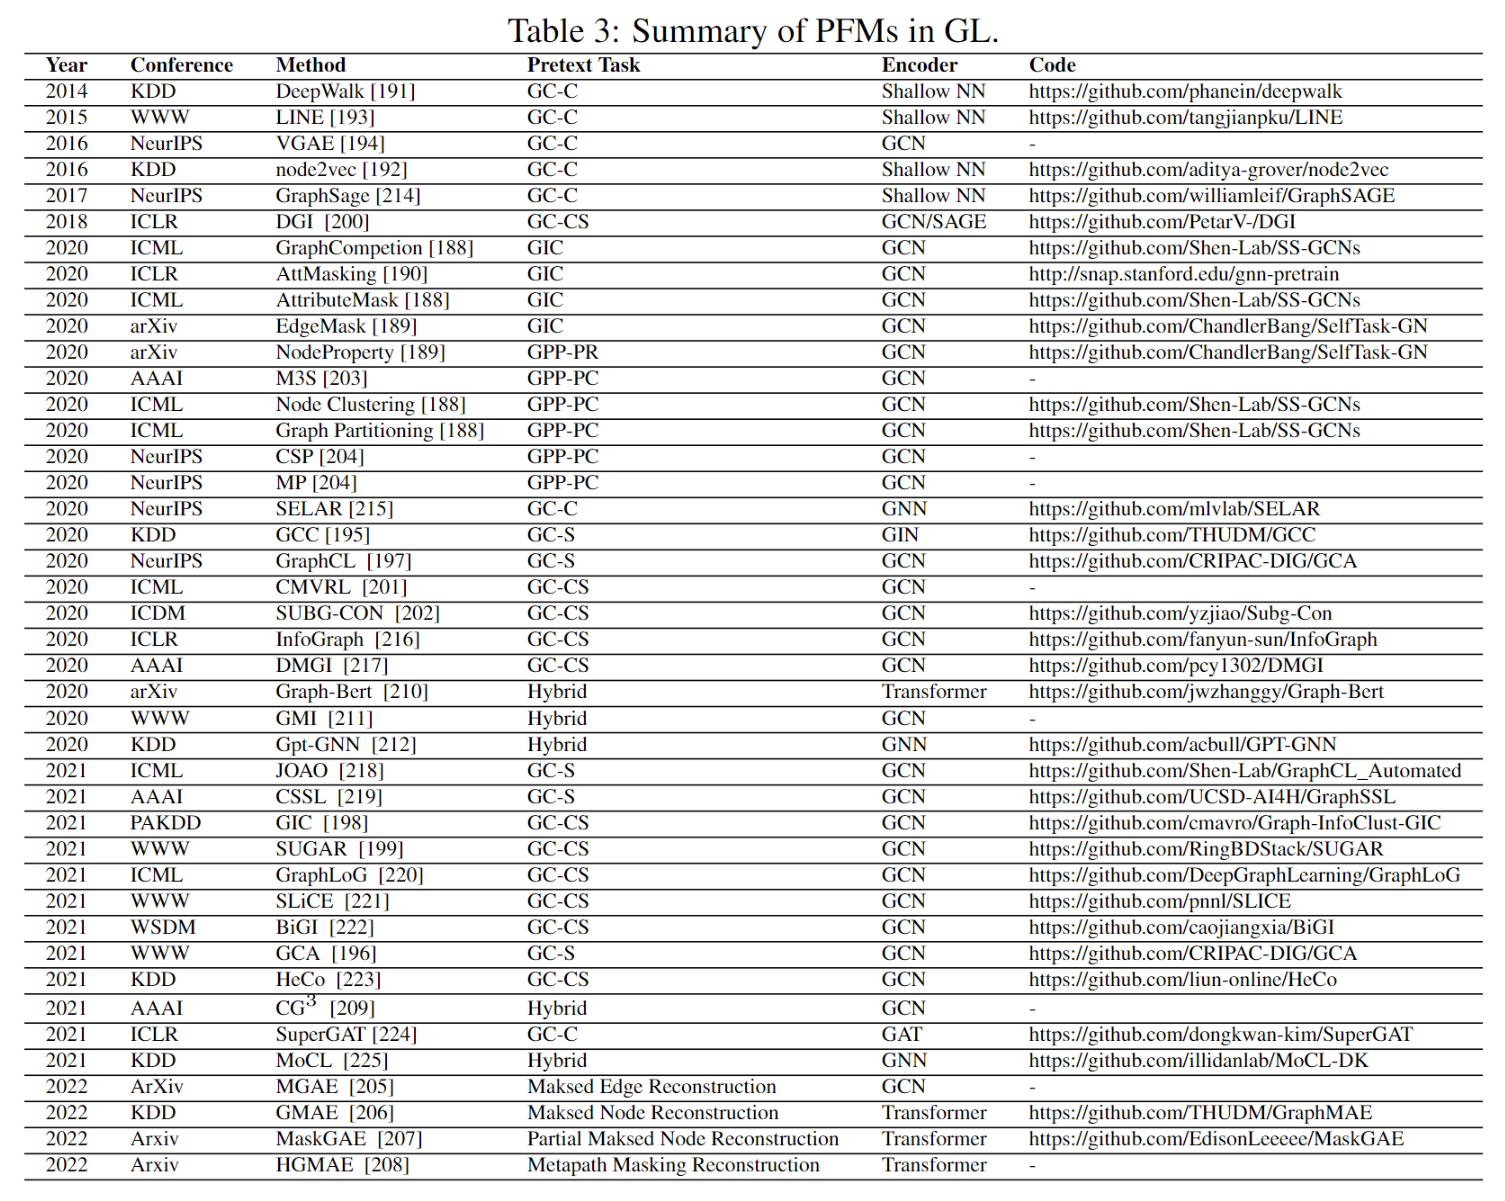 Table 3: Summary of PFMs in GL.
Year Conference Method Pretext Task Encoder Code
2014 KDD DeepWalk [191] GC-C Shallow NN https://github.com/phanein/deepwalk
2015 WWW LINE [193] GC-C Shallow NN https://github.com/tangjianpku/LINE
2016 NeurIPS VGAE [194] GC-C GCN -
2016 KDD node2vec [192] GC-C Shallow NN https://github.com/aditya-grover/node2vec
2017 NeurIPS GraphSage [214] GC-C Shallow NN https://github.com/williamleif/GraphSAGE
2018 ICLR DGI [200] GC-CS GCN/SAGE https://github.com/PetarV-/DGI
2020 ICML GraphCompetion [188] GIC GCN https://github.com/Shen-Lab/SS-GCNs
2020 ICLR AttMasking [190] GIC GCN http://snap.stanford.edu/gnn-pretrain
2020 ICML AttributeMask [188] GIC GCN https://github.com/Shen-Lab/SS-GCNs
2020 arXiv EdgeMask [189] GIC GCN https://github.com/ChandlerBang/SelfTask-GN
2020 arXiv NodeProperty [189] GPP-PR GCN https://github.com/ChandlerBang/SelfTask-GN
2020 AAAI M3S [203] GPP-PC GCN -
2020 ICML Node Clustering [188] GPP-PC GCN https://github.com/Shen-Lab/SS-GCNs
2020 ICML Graph Partitioning [188] GPP-PC GCN https://github.com/Shen-Lab/SS-GCNs
2020 NeurIPS CSP [204] GPP-PC GCN -
2020 NeurIPS MP [204] GPP-PC GCN -
2020 NeurIPS SELAR [215] GC-C GNN https://github.com/mlvlab/SELAR
2020 KDD GCC [195] GC-S GIN https://github.com/THUDM/GCC
2020 NeurIPS GraphCL [197] GC-S GCN https://github.com/CRIPAC-DIG/GCA
2020 ICML CMVRL [201] GC-CS GCN -
2020 ICDM SUBG-CON [202] GC-CS GCN https://github.com/yzjiao/Subg-Con
2020 ICLR InfoGraph [216] GC-CS GCN https://github.com/fanyun-sun/InfoGraph
2020 AAAI DMGI [217] GC-CS GCN https://github.com/pcy1302/DMGI
2020 arXiv Graph-Bert [210] Hybrid Transformer https://github.com/jwzhanggy/Graph-Bert
2020 WWW GMI [211] Hybrid GCN -
2020 KDD Gpt-GNN [212] Hybrid GNN https://github.com/acbull/GPT-GNN
2021 ICML JOAO [218] GC-S GCN https://github.com/Shen-Lab/GraphCL_Automated
2021 AAAI CSSL [219] GC-S GCN https://github.com/UCSD-AI4H/GraphSSL
2021 PAKDD GIC [198] GC-CS GCN https://github.com/cmavro/Graph-InfoClust-GIC
2021 WWW SUGAR [199] GC-CS GCN https://github.com/RingBDStack/SUGAR
2021 ICML GraphLoG [220] GC-CS GCN https://github.com/DeepGraphLearning/GraphLoG
2021 WWW SLiCE [221] GC-CS GCN https://github.com/pnnl/SLICE
2021 WSDM BiGI [222] GC-CS GCN https://github.com/caojiangxia/BiGI
2021 WWW GCA [196] GC-S GCN https://github.com/CRIPAC-DIG/GCA
2021 KDD HeCo [223] GC-CS GCN https://github.com/liun-online/HeCo
2021 AAAI CG³ [209] Hybrid GCN -
2021 ICLR SuperGAT [224] GC-C GAT https://github.com/dongkwan-kim/SuperGAT
2021 KDD MoCL [225] Hybrid GNN https://github.com/illidanlab/MoCL-DK
2022 ArXiv MGAE [205] Maksed Edge Reconstruction GCN -
2022 KDD GMAE [206] Maksed Node Reconstruction Transformer https://github.com/THUDM/GraphMAE
2022 Arxiv MaskGAE [207] Partial Maksed Node Reconstruction Transformer https://github.com/EdisonLeeeee/MaskGAE
2022 Arxiv HGMAE [208] Metapath Masking Reconstruction Transformer -